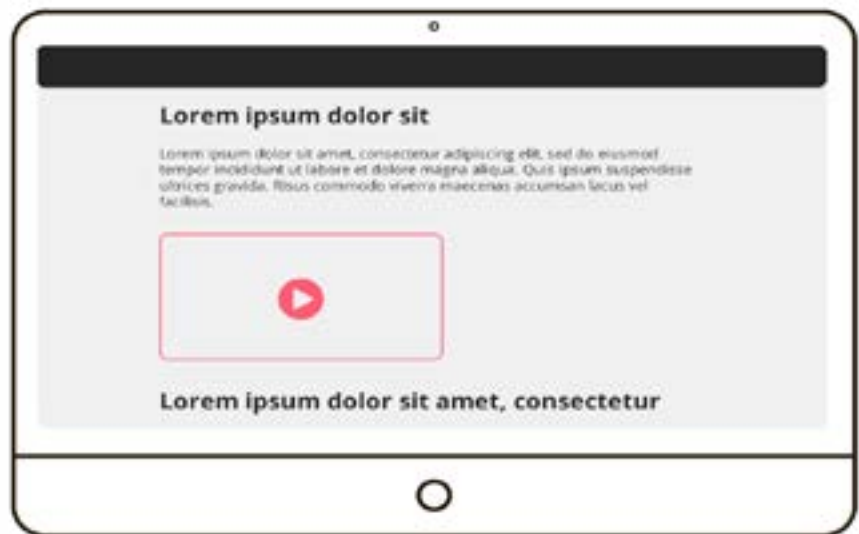 Lorem ipsum dolor sit
Lorem ipsum dolor sit amet, consectetur adipiscing elit, sed do eiusmod
tempor incididunt ut labore et dolore magna aliqua. Quis ipsum suspendisse
ultrices gravida. Risus commodo viverra maecenas accumsan lacus vel
facilisis.
Lorem ipsum dolor sit amet, consectetur